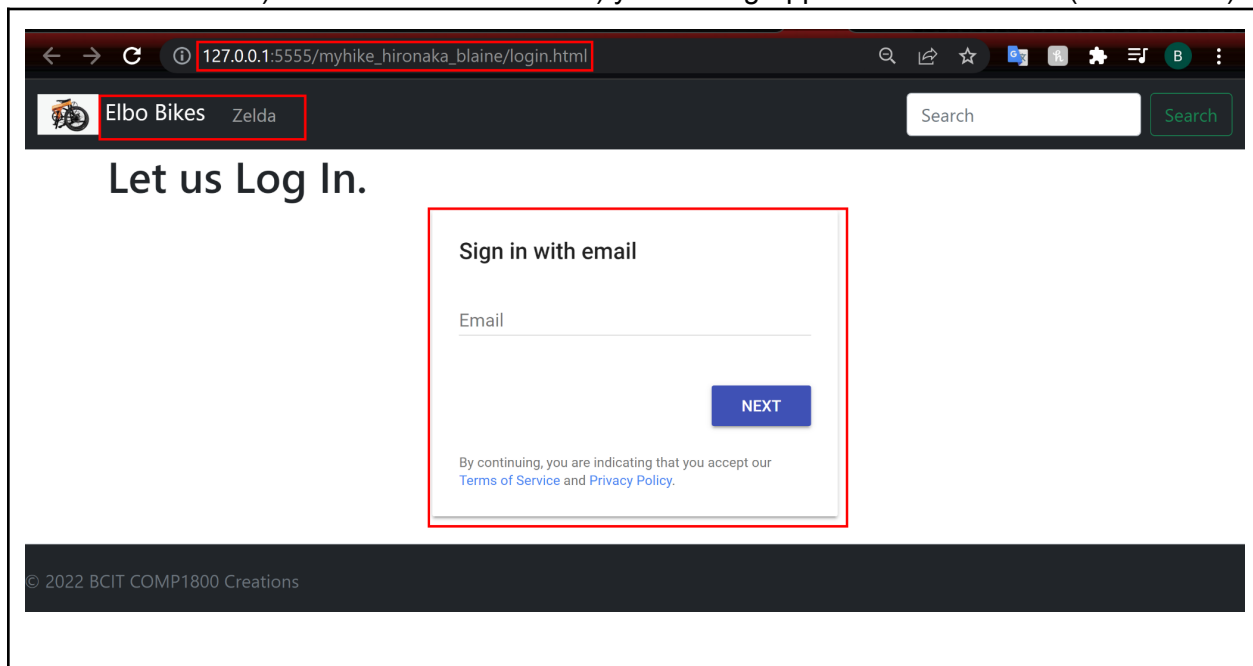 127.0.0.1:5555/myhike_hironaka_blaine/login.html
B
Elbo Bikes Zelda Search Search
Let us Log In.
Sign in with email
Email
NEXT
By continuing, you are indicating that you accept our
Terms of Service and Privacy Policy.
© 2022 BCIT COMP1800 Creations